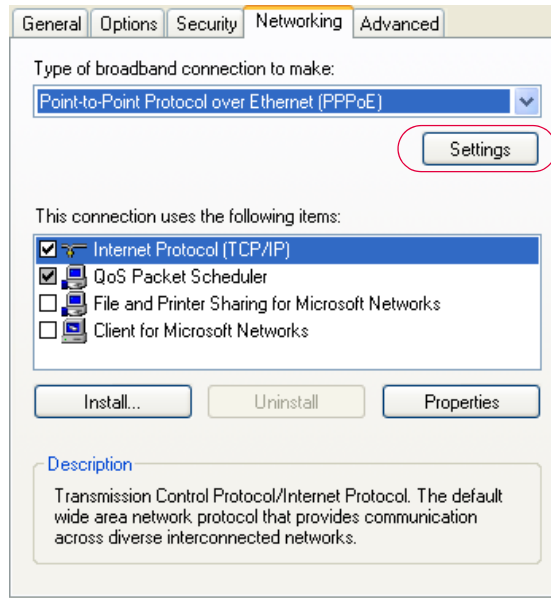 General Options Security Networking Advanced
Type of broadband connection to make:
Point-to-Point Protocol over Ethernet (PPPoE)
Settings
This connection uses the following items:
Internet Protocol (TCP/IP)
QoS Packet Scheduler
File and Printer Sharing for Microsoft Networks
Client for Microsoft Networks
Install... Uninstall Properties
Description
Transmission Control Protocol/Internet Protocol. The default
wide area network protocol that provides communication
across diverse interconnected networks.